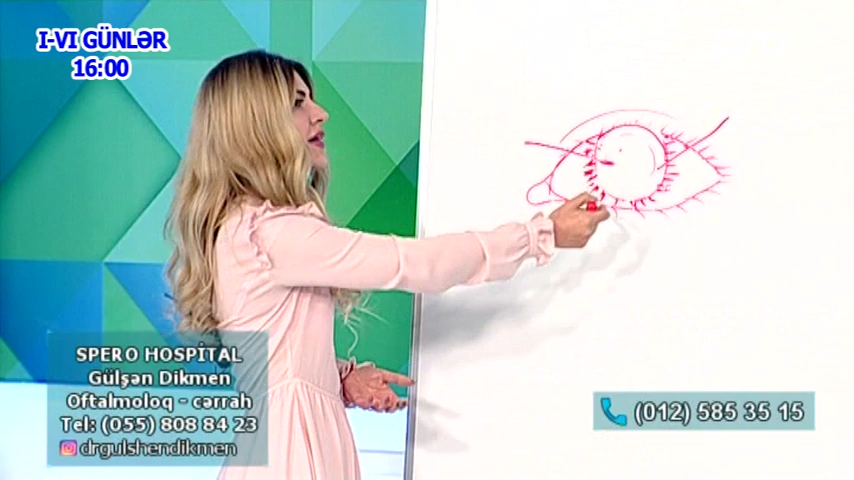 I-VI GÜNLƏR
16:00
SPERO HOSPİTAL
Gülşən Dikmen
Oftalmoloq - cərrah
Tel: (055) 808 84 23
drgulshendikmen
(012) 585 35 15